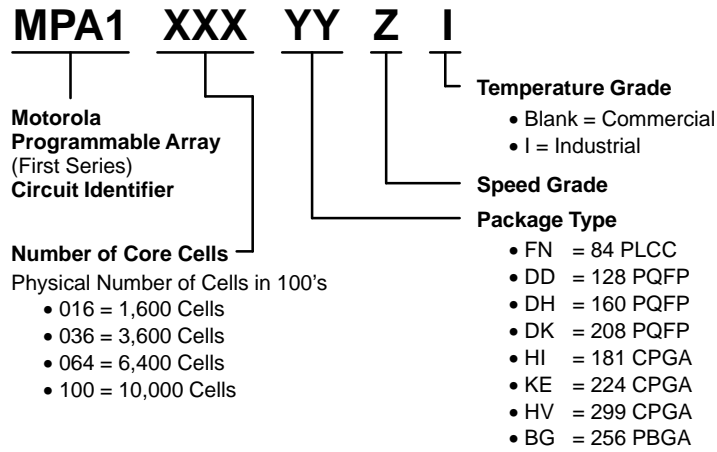 MPA1 XXX YY Z I
Motorola
Programmable Array
(First Series)
Circuit Identifier
Number of Core Cells
Physical Number of Cells in 100's
• 016 = 1,600 Cells
• 036 = 3,600 Cells
• 064 = 6,400 Cells
• 100 = 10,000 Cells
Temperature Grade
• Blank = Commercial
• I = Industrial
Speed Grade
Package Type
• FN = 84 PLCC
• DD = 128 PQFP
• DH = 160 PQFP
• DK = 208 PQFP
• HI = 181 CPGA
• KE = 224 CPGA
• HV = 299 CPGA
• BG = 256 PBGA